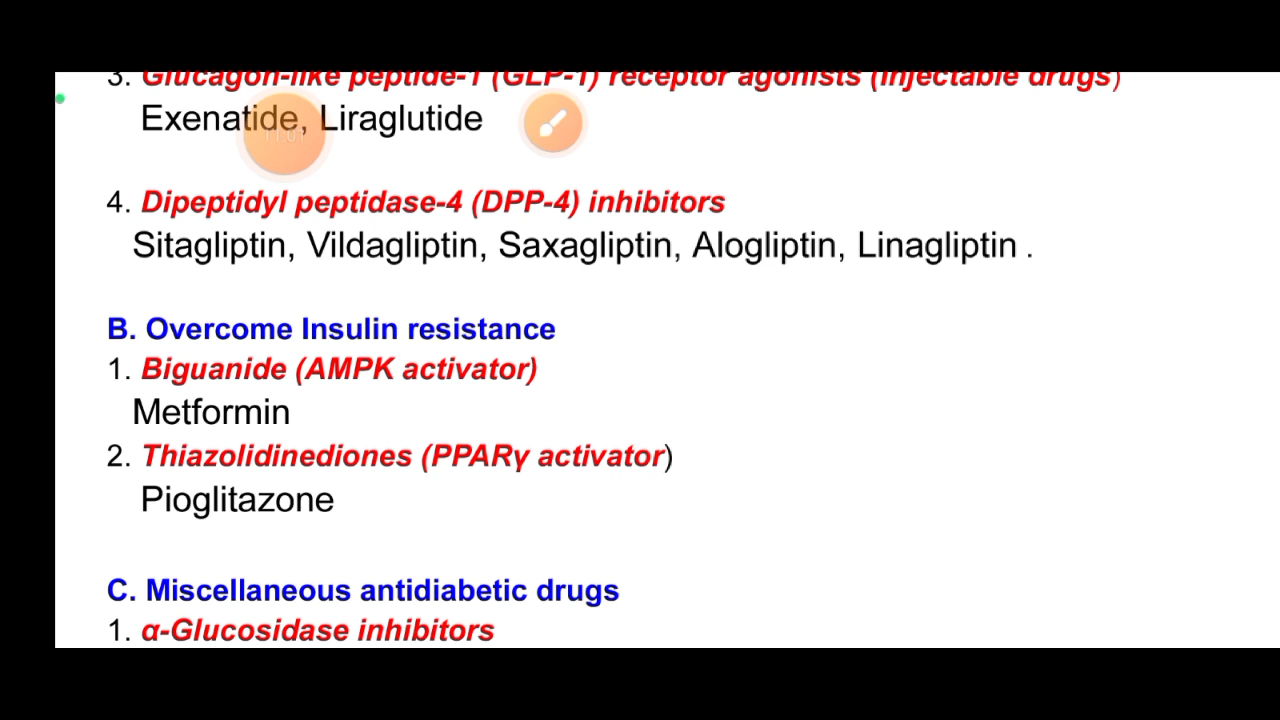 3. Glucagon-like peptide-1 (GLP-1) receptor agonists (injectable drugs)
Exenatide, Liraglutide
11:01
4. Dipeptidyl peptidase-4 (DPP-4) inhibitors
Sitagliptin, Vildagliptin, Saxagliptin, Alogliptin, Linagliptin .
B. Overcome Insulin resistance
1. Biguanide (AMPK activator)
Metformin
2. Thiazolidinediones (PPARγ activator)
Pioglitazone
C. Miscellaneous antidiabetic drugs
1. α-Glucosidase inhibitors